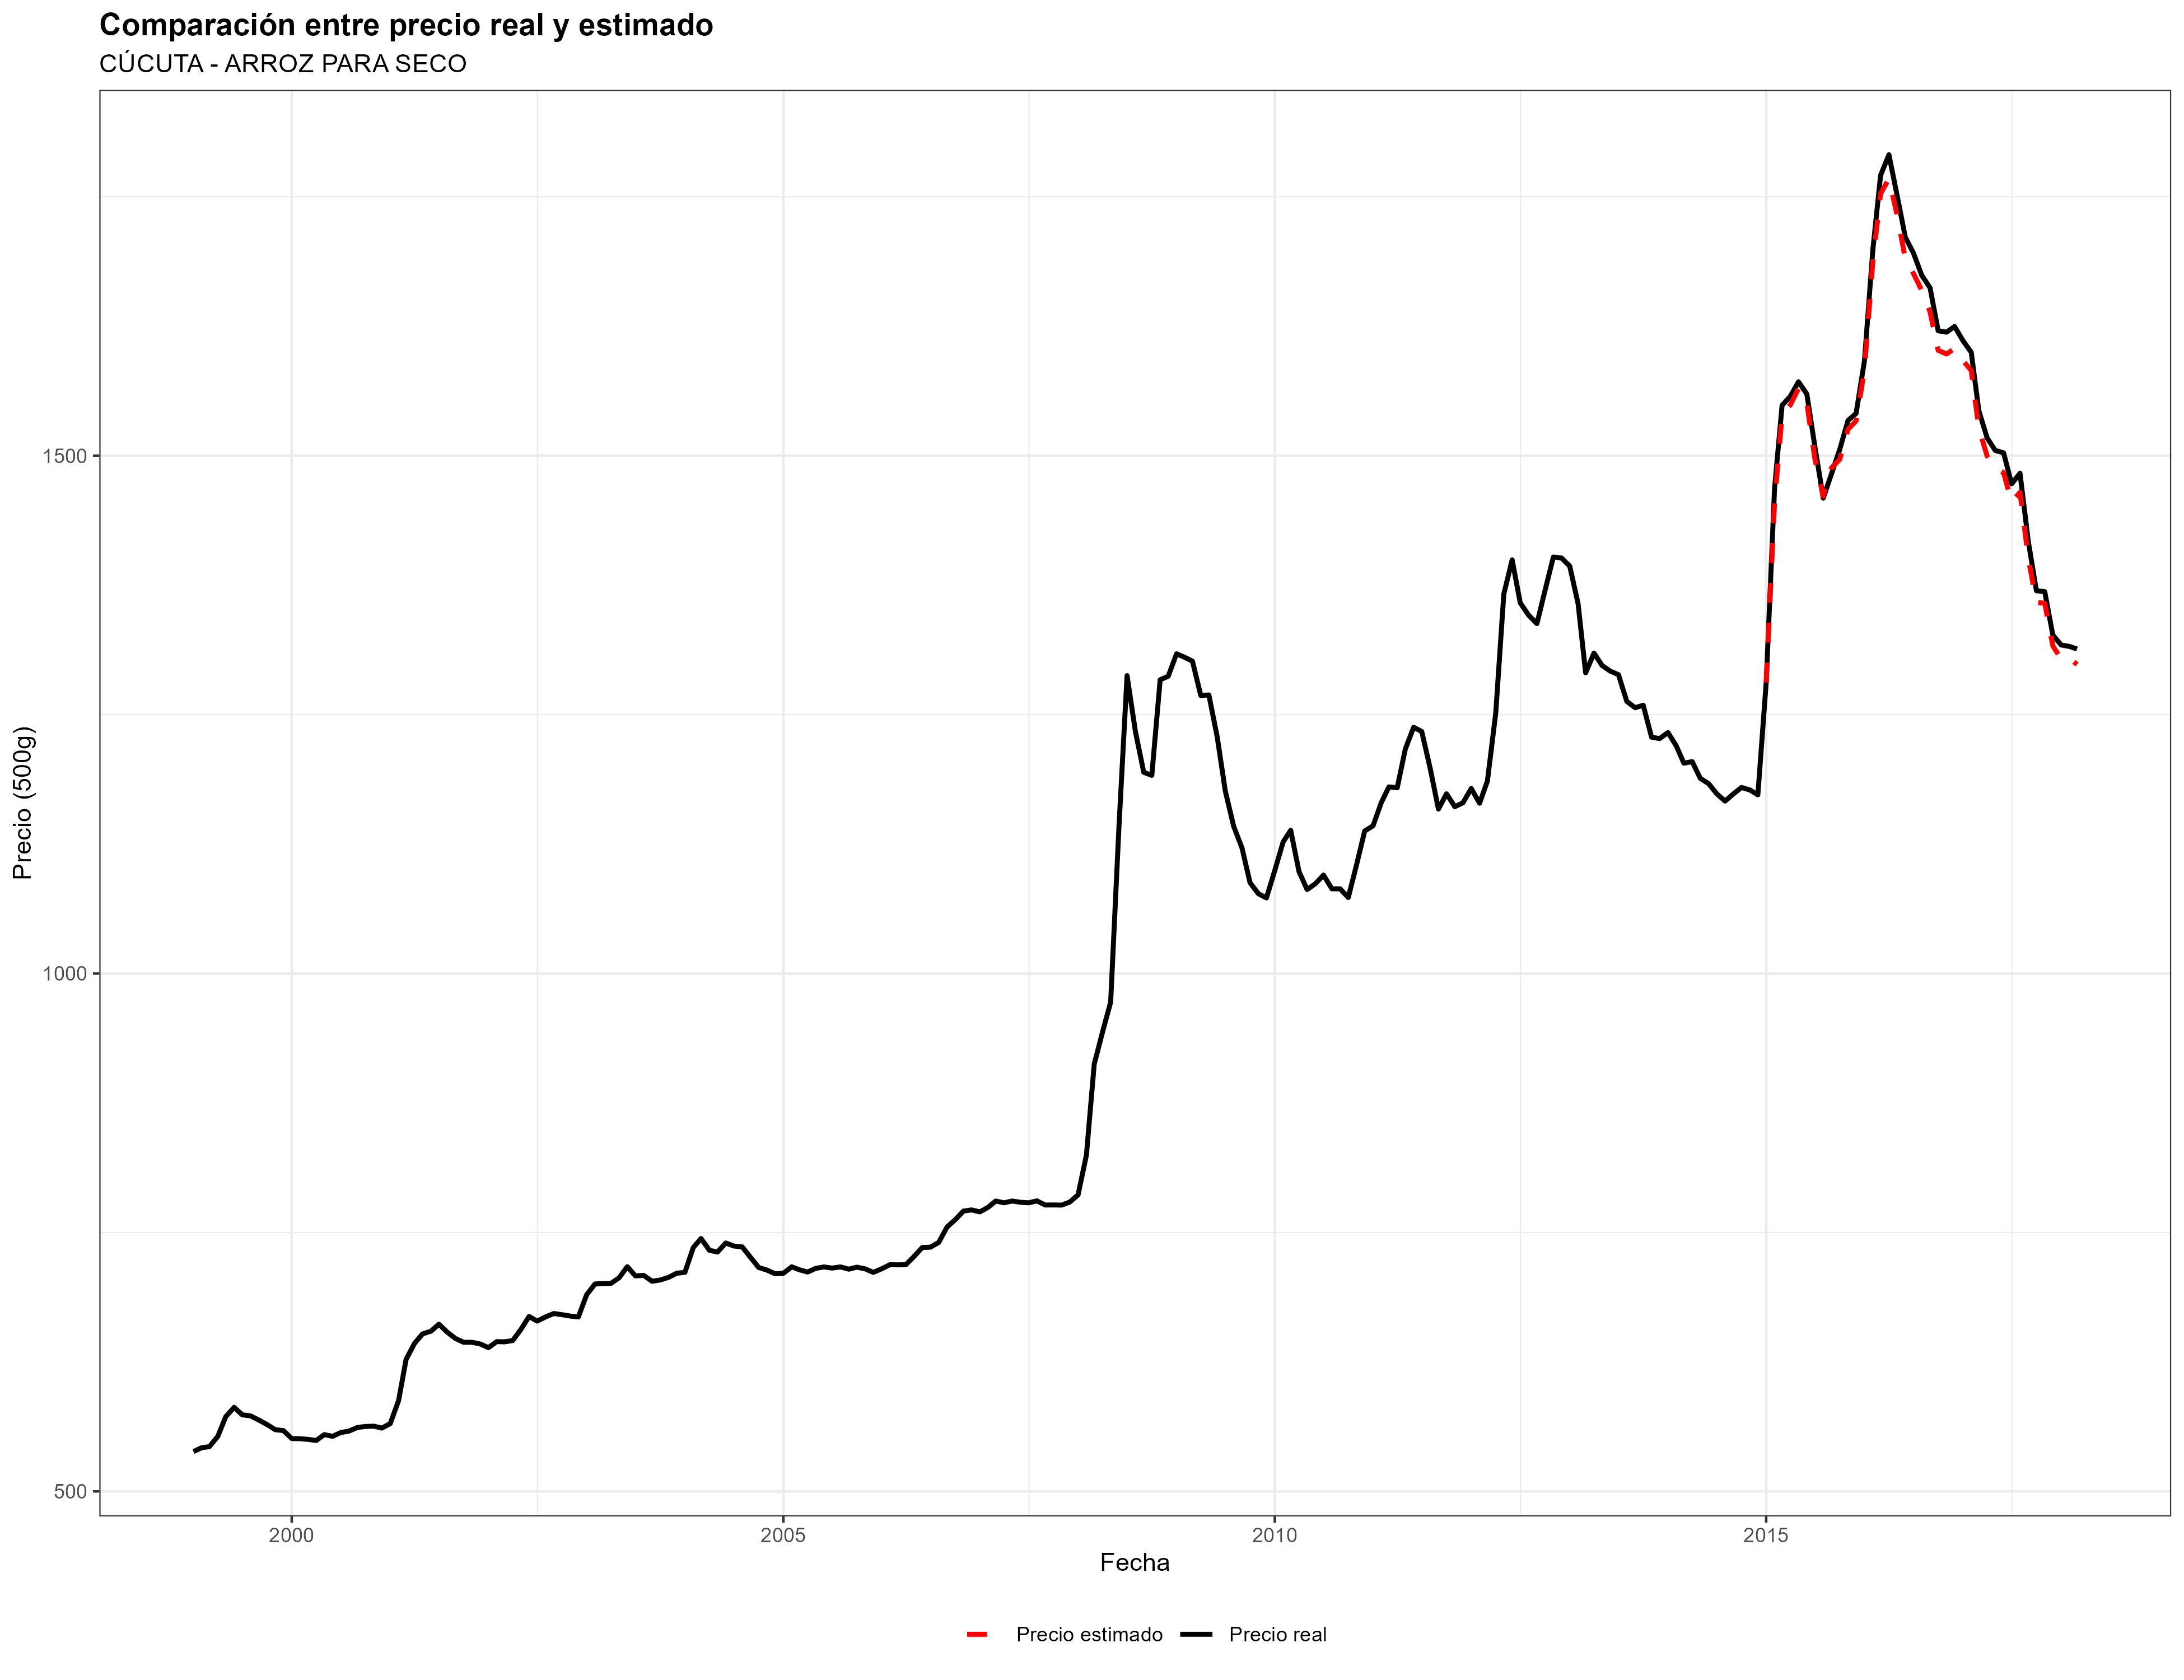 Comparación entre precio real y estimado
CÚCUTA - ARROZ PARA SECO
Precio (500g)
1500
1000
500
2000 2005 2010 2015
Fecha
Precio estimado Precio real